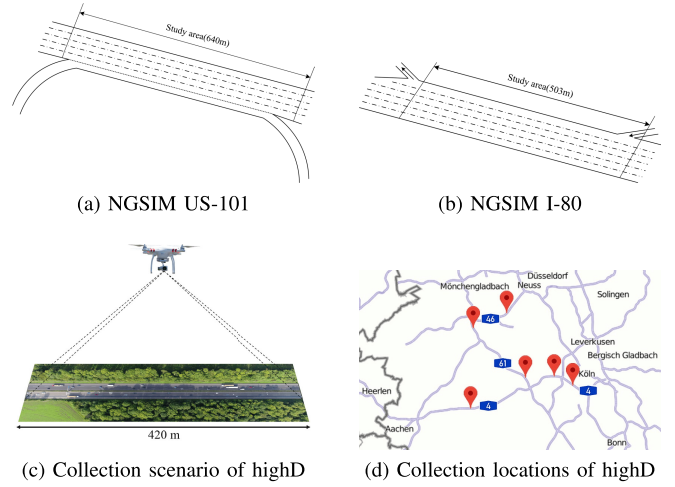 Study area(640m)
Study area(503m)
(a) NGSIM US-101
(b) NGSIM I-80
420 m
Düsseldorf
Mönchengladbach
Neuss
Solingen
46
Leverkusen
61
Bergisch Gladbach
Köln
Heerlen
4
4
Aachen
Bonn
(c) Collection scenario of highD
(d) Collection locations of highD